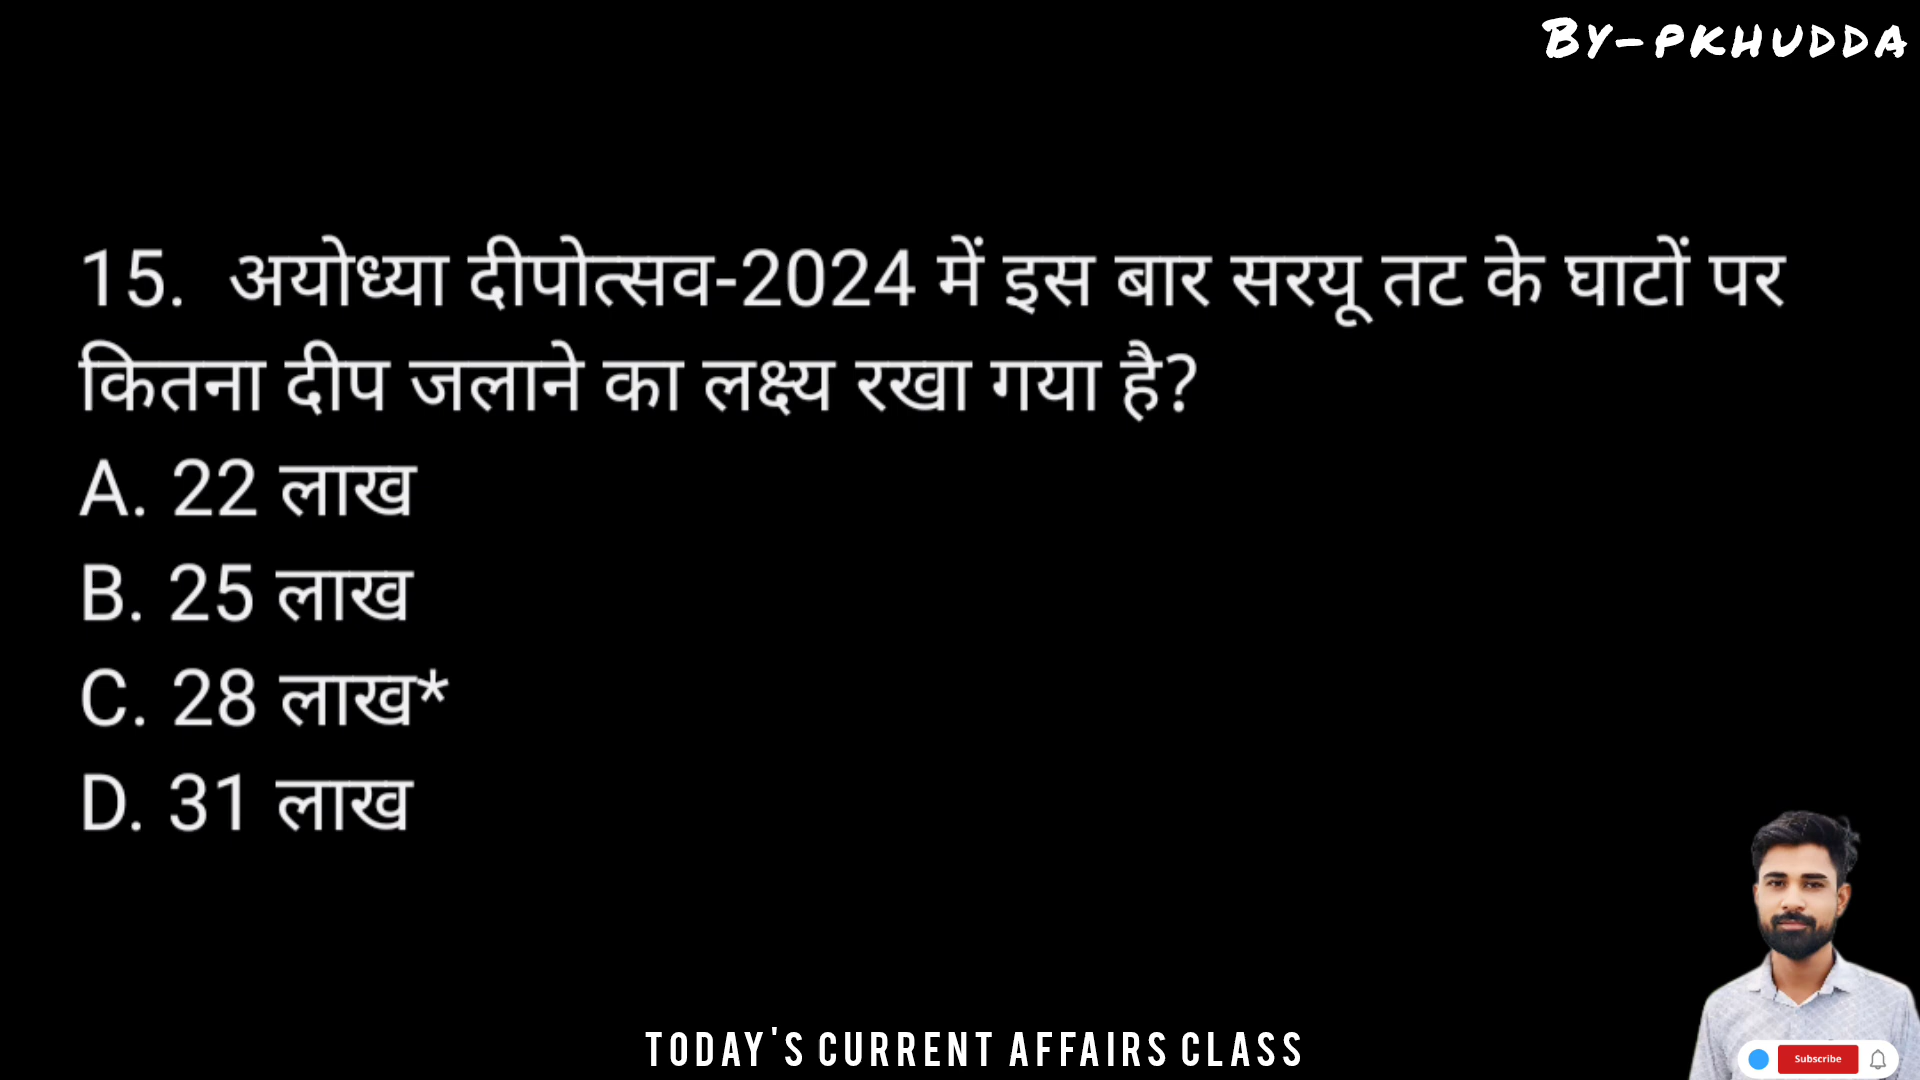 By-pkhudda
15. अयोध्या दीपोत्सव-2024 में इस बार सरयू तट के घाटों पर
कितना दीप जलाने का लक्ष्य रखा गया है?
A. 22 लाख
B. 25 लाख
C. 28 लाख*
D. 31 लाख
TODAY'S CURRENT AFFAIRS CLASS
Subscribe